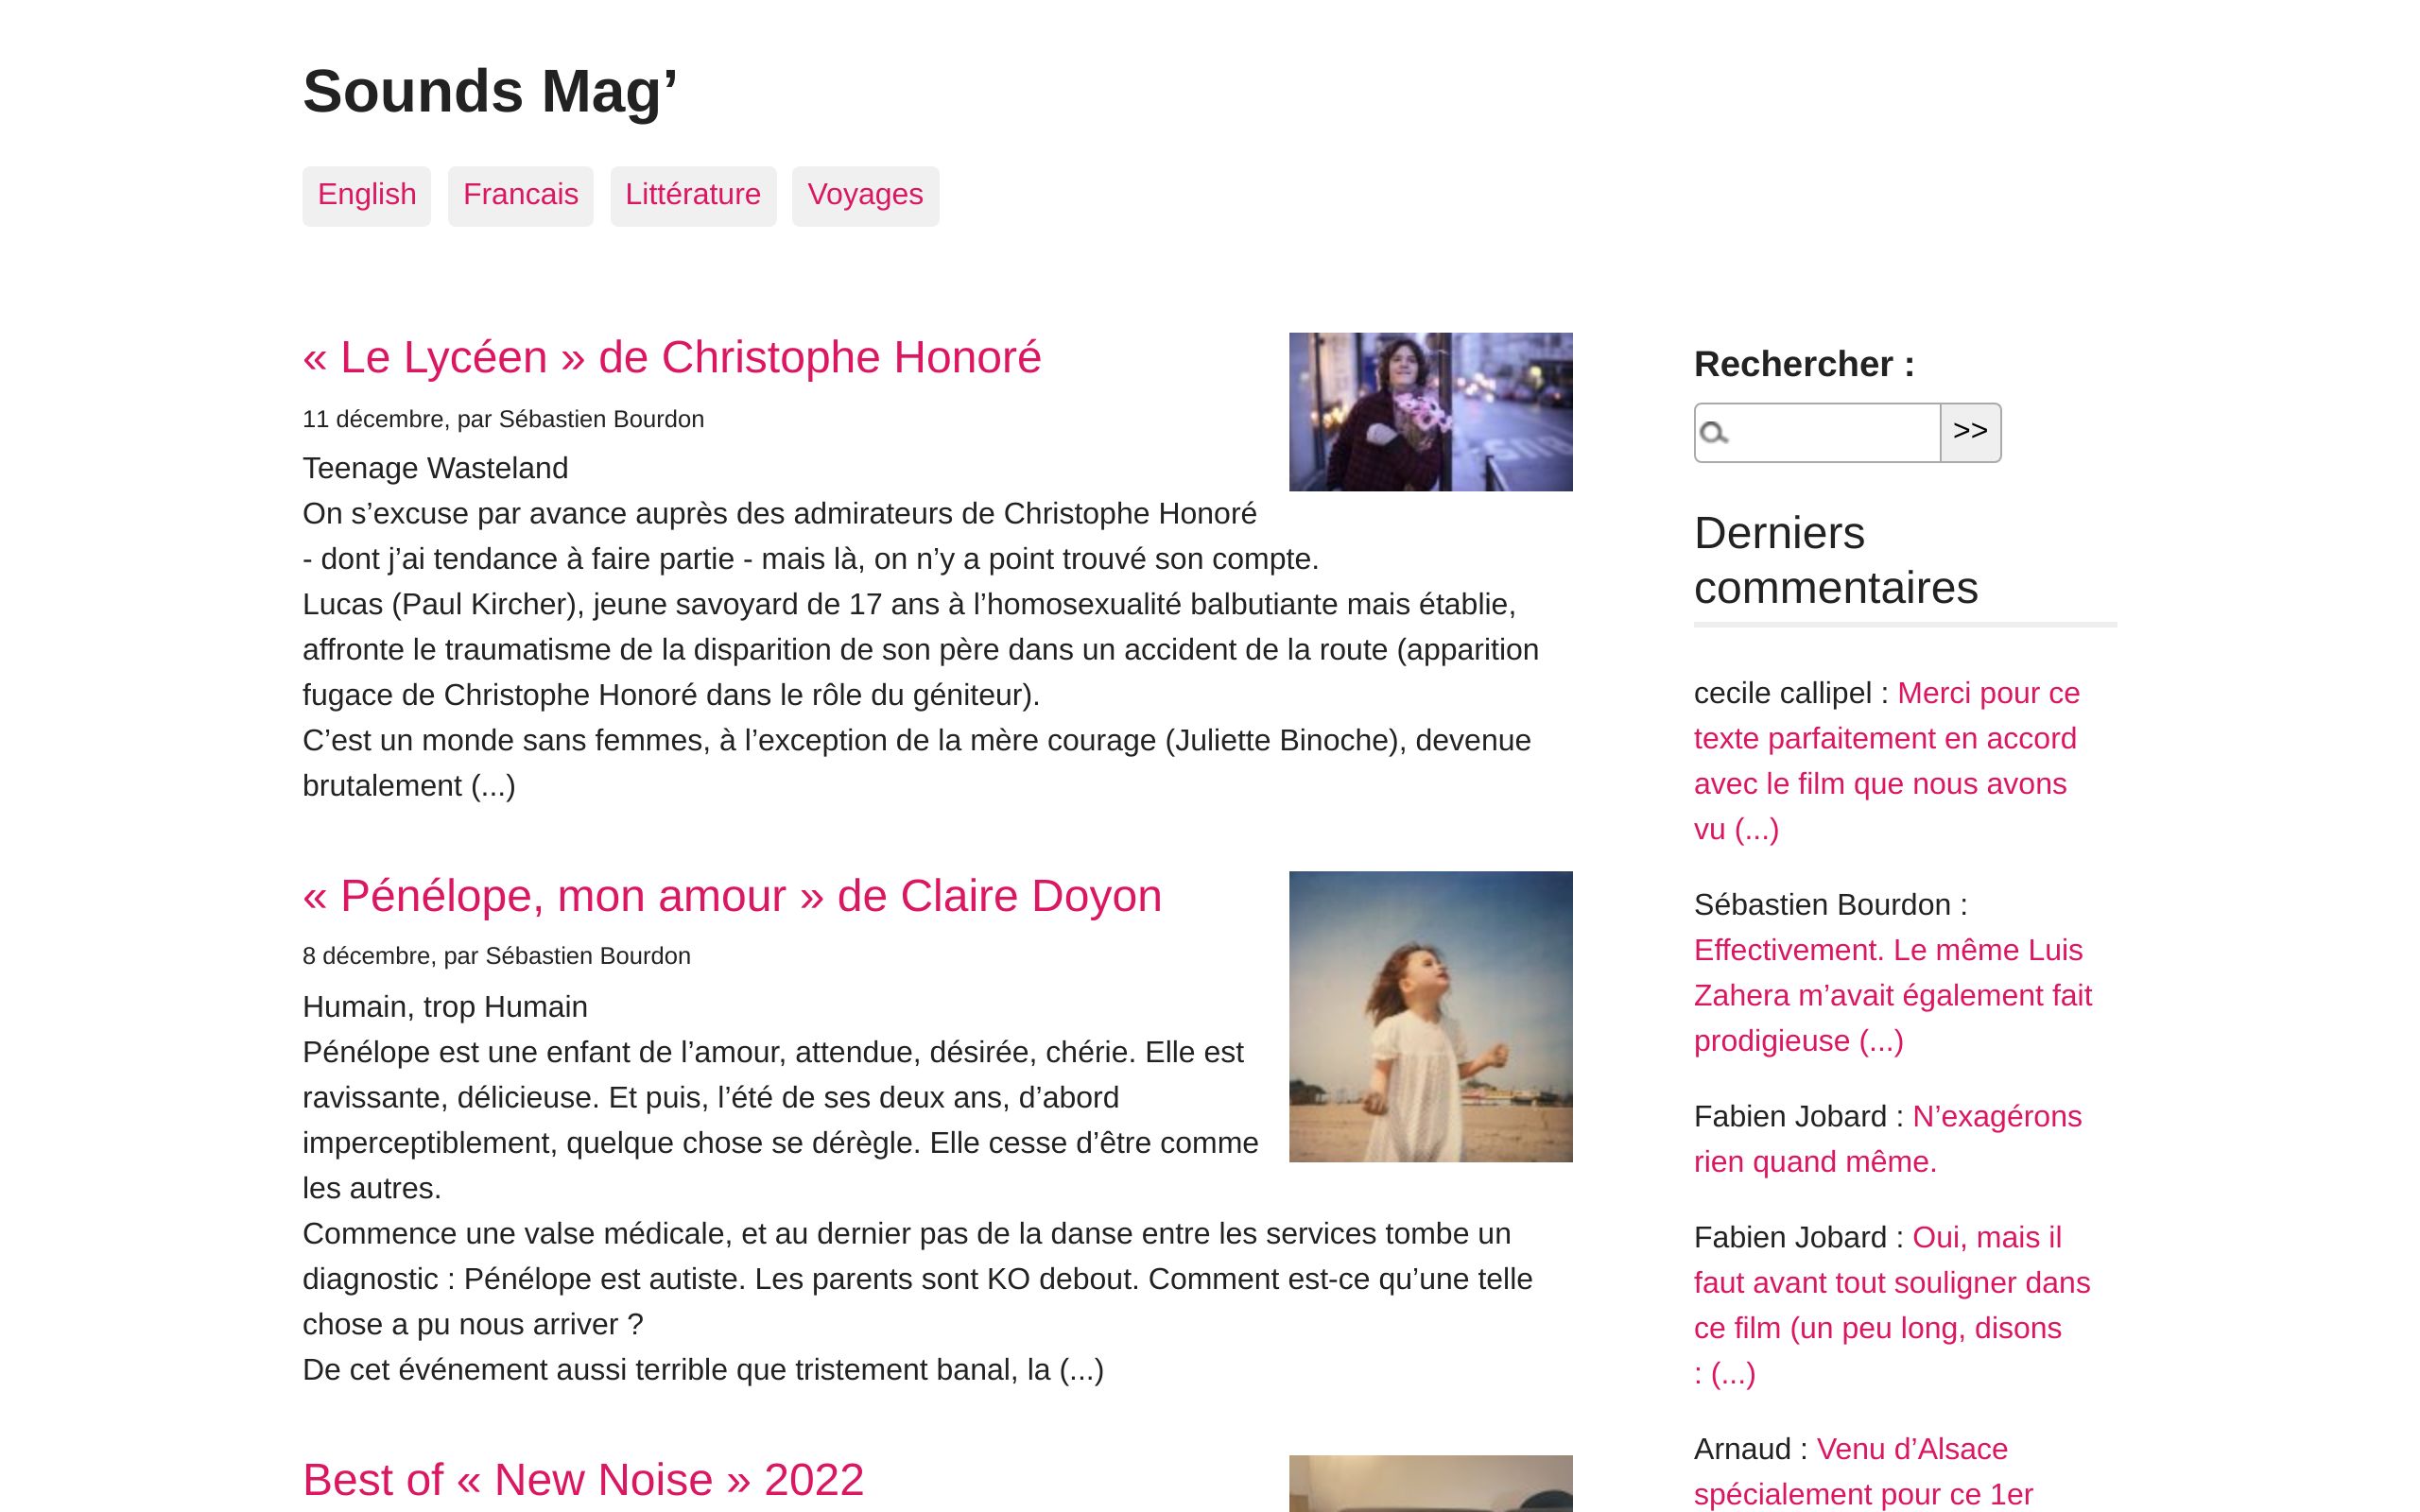 Sounds Mag’
English Francais Littérature Voyages
« Le Lycéen » de Christophe Honoré
11 décembre, par Sébastien Bourdon
Teenage Wasteland
On s’excuse par avance auprès des admirateurs de Christophe Honoré
- dont j’ai tendance à faire partie - mais là, on n’y a point trouvé son compte.
Lucas (Paul Kircher), jeune savoyard de 17 ans à l’homosexualité balbutiante mais établie,
affronte le traumatisme de la disparition de son père dans un accident de la route (apparition
fugace de Christophe Honoré dans le rôle du géniteur).
C’est un monde sans femmes, à l’exception de la mère courage (Juliette Binoche), devenue
brutalement (...)
« Pénélope, mon amour » de Claire Doyon
8 décembre, par Sébastien Bourdon
Humain, trop Humain
Pénélope est une enfant de l’amour, attendue, désirée, chérie. Elle est
ravissante, délicieuse. Et puis, l’été de ses deux ans, d’abord
imperceptiblement, quelque chose se dérègle. Elle cesse d’être comme
les autres.
Commence une valse médicale, et au dernier pas de la danse entre les services tombe un
diagnostic : Pénélope est autiste. Les parents sont KO debout. Comment est-ce qu’une telle
chose a pu nous arriver ?
De cet événement aussi terrible que tristement banal, la (...)
Best of « New Noise » 2022
Rechercher :
>>
Derniers
commentaires
cecile callipel : Merci pour ce
texte parfaitement en accord
avec le film que nous avons
vu (...)
Sébastien Bourdon :
Effectivement. Le même Luis
Zahera m’avait également fait
prodigieuse (...)
Fabien Jobard : N’exagérons
rien quand même.
Fabien Jobard : Oui, mais il
faut avant tout souligner dans
ce film (un peu long, disons
: (...)
Arnaud : Venu d’Alsace
spécialement pour ce 1er